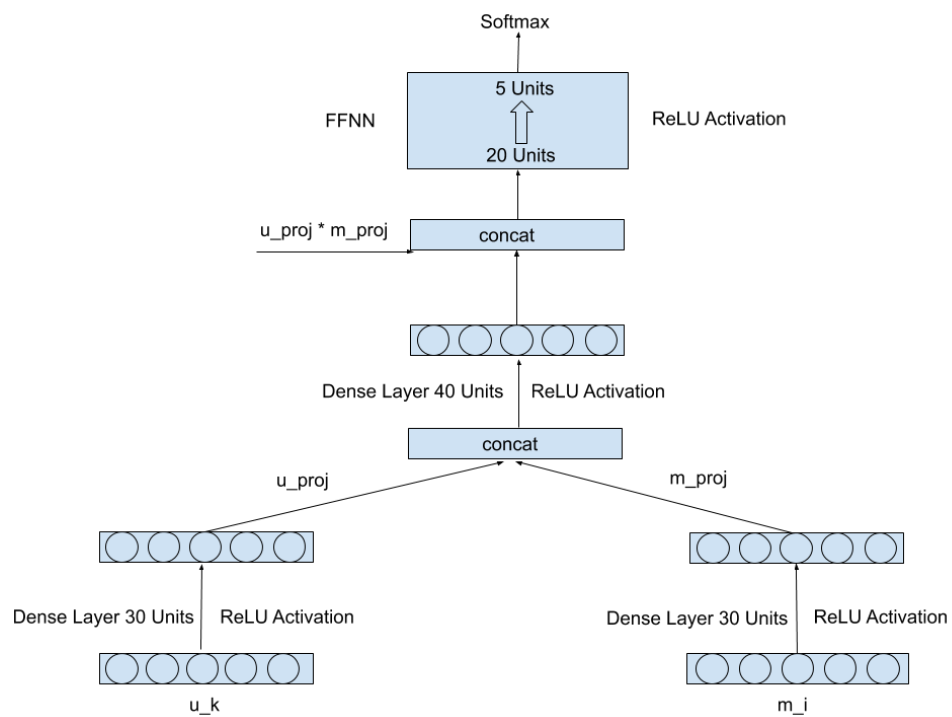 Softmax
5 Units
FFNN
ReLU Activation
20 Units
u_proj * m_proj
concat
Dense Layer 40 Units
ReLU Activation
concat
u_proj
m_proj
Dense Layer 30 Units
ReLU Activation
Dense Layer 30 Units
ReLU Activation
u_k
m_i